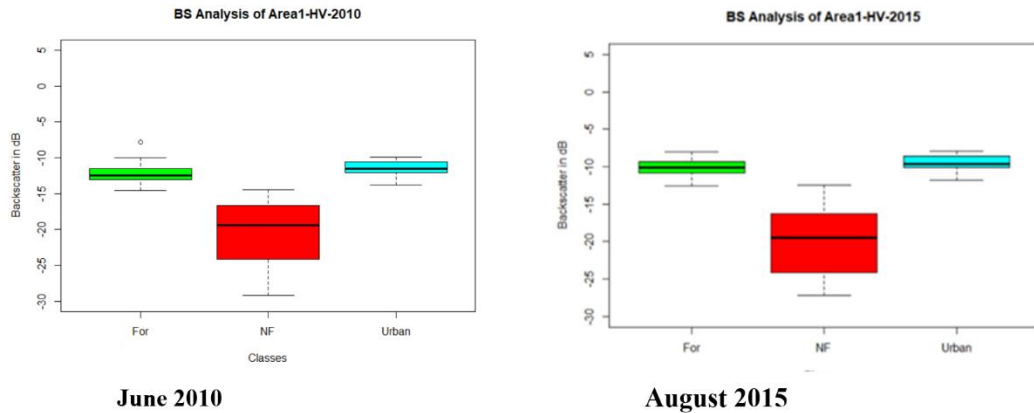 BS Analysis of Area1-HV-2010
Backscatter in dB
5
0
-5
-10
-15
-20
-25
-30
For
NF
Urban
Classes
June 2010
BS Analysis of Area1-HV-2015
Backscatter in dB
5
0
-5
-10
-15
-20
-25
-30
For
NF
Urban
August 2015